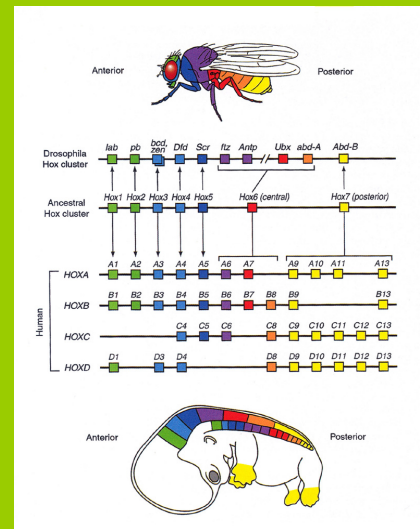 Anterior Posterior
lab pb bcd, zen Dfd Scr ftz Antp Ubx abd-A Abd-B
Drosophila
Hox cluster
Hox1 Hox2 Hox3 Hox4 Hox5 Hox6 (central) Hox7 (posterior)
Ancestral
Hox cluster
A1 A2 A3 A4 A5 A6 A7 A9 A10 A11 A13
HOXA
B1 B2 B3 B4 B5 B6 B7 B8 B9 B13
HOXB
Human
C4 C5 C6 C8 C9 C10 C11 C12 C13
HOXC
D1 D3 D4 D8 D9 D10 D11 D12 D13
HOXD
Anterior Posterior